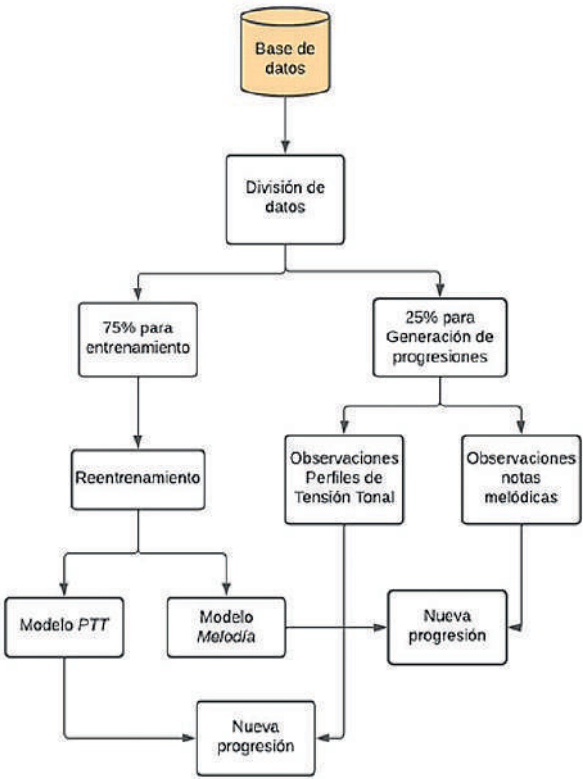 Base de
datos
División de
datos
75% para
entrenamiento
25% para
Generación de
progresiones
Reentrenamiento
Observaciones
Perfiles de
Tensión Tonal
Observaciones
notas
melódicas
Modelo PTT
Modelo
Melodía
Nueva
progresión
Nueva
progresión